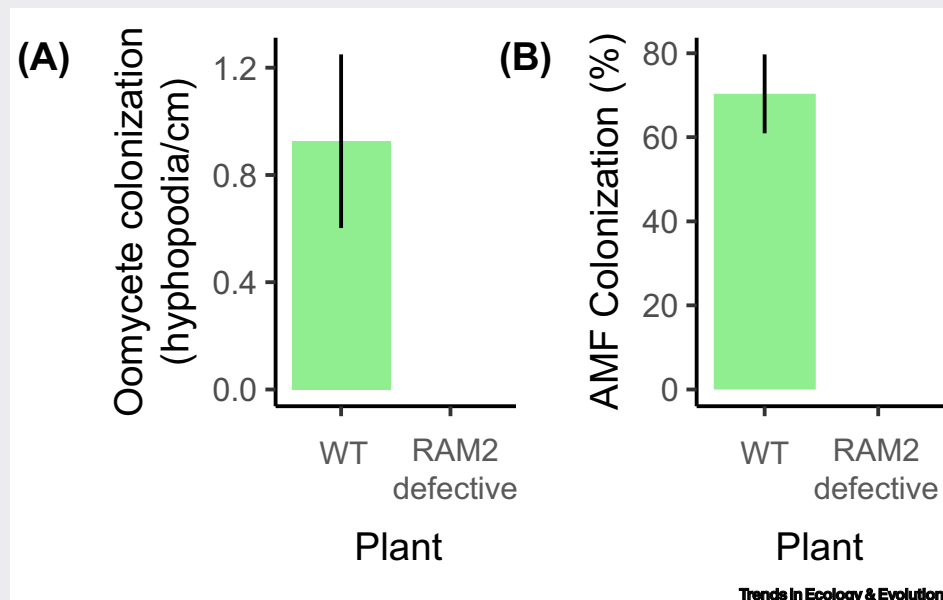 (A)
Oomycete colonization
(hyphopodia/cm)
1.2
0.8
0.4
0.0
WT
RAM2
defective
Plant
(B)
AMF Colonization (%)
80
60
40
20
0
WT
RAM2
defective
Plant
Trends in Ecology & Evolution